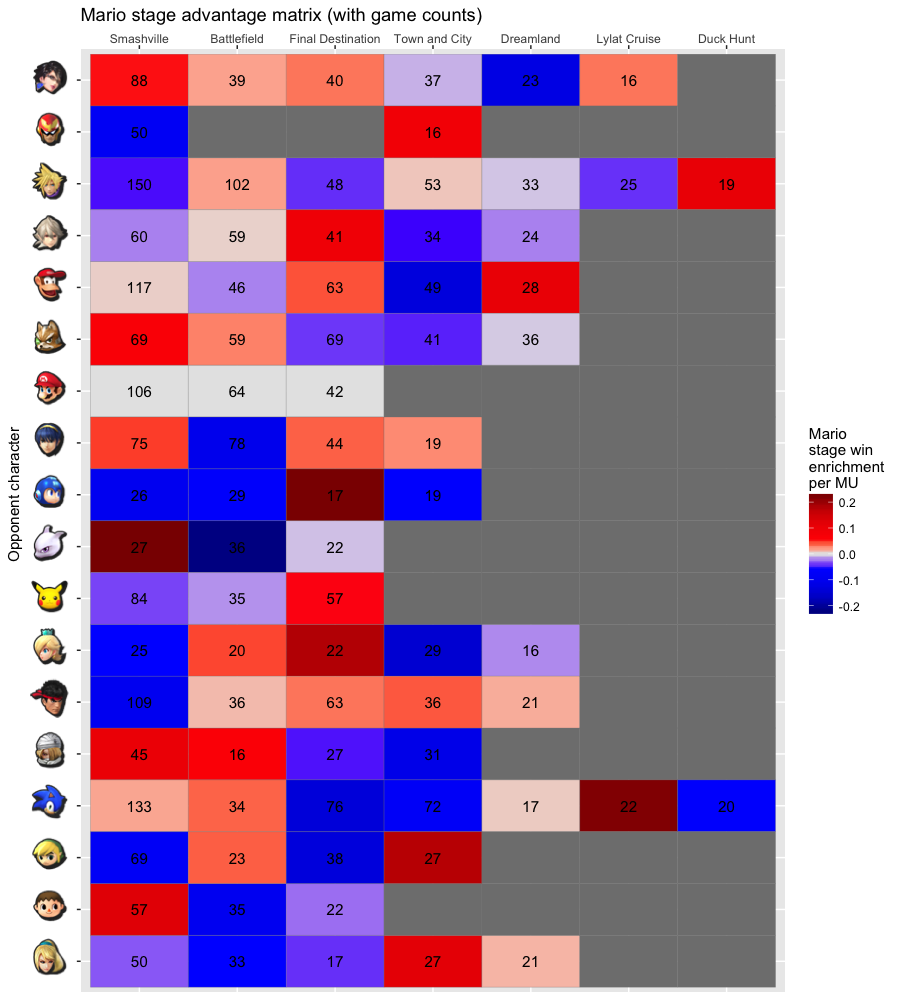 Mario stage advantage matrix (with game counts)
Smashville Battlefield Final Destination Town and City Dreamland Lylat Cruise Duck Hunt
88 39 40 37 23 16
50 16
150 102 48 53 33 25 19
60 59 41 34 24
117 46 63 49 28
69 59 69 41 36
106 64 42
75 78 44 19
26 29 17 19
27 36 22
84 35 57
25 20 22 29 16
109 36 63 36 21
45 16 27 31
133 34 76 72 17 22 20
69 23 38 27
57 35 22
50 33 17 27 21
Opponent character
Mario
stage win
enrichment
per MU
0.2
0.1
0.0
-0.1
-0.2